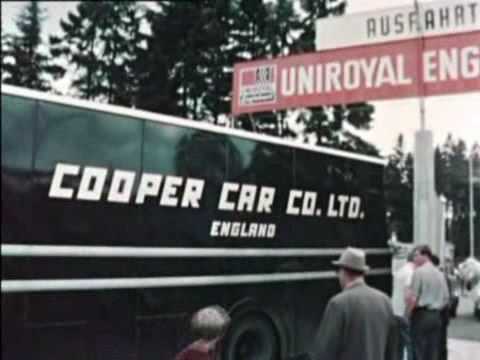 AUSFAHRT
UNIROYAL ENG
COOPER CAR CO. LTD.
ENGLAND